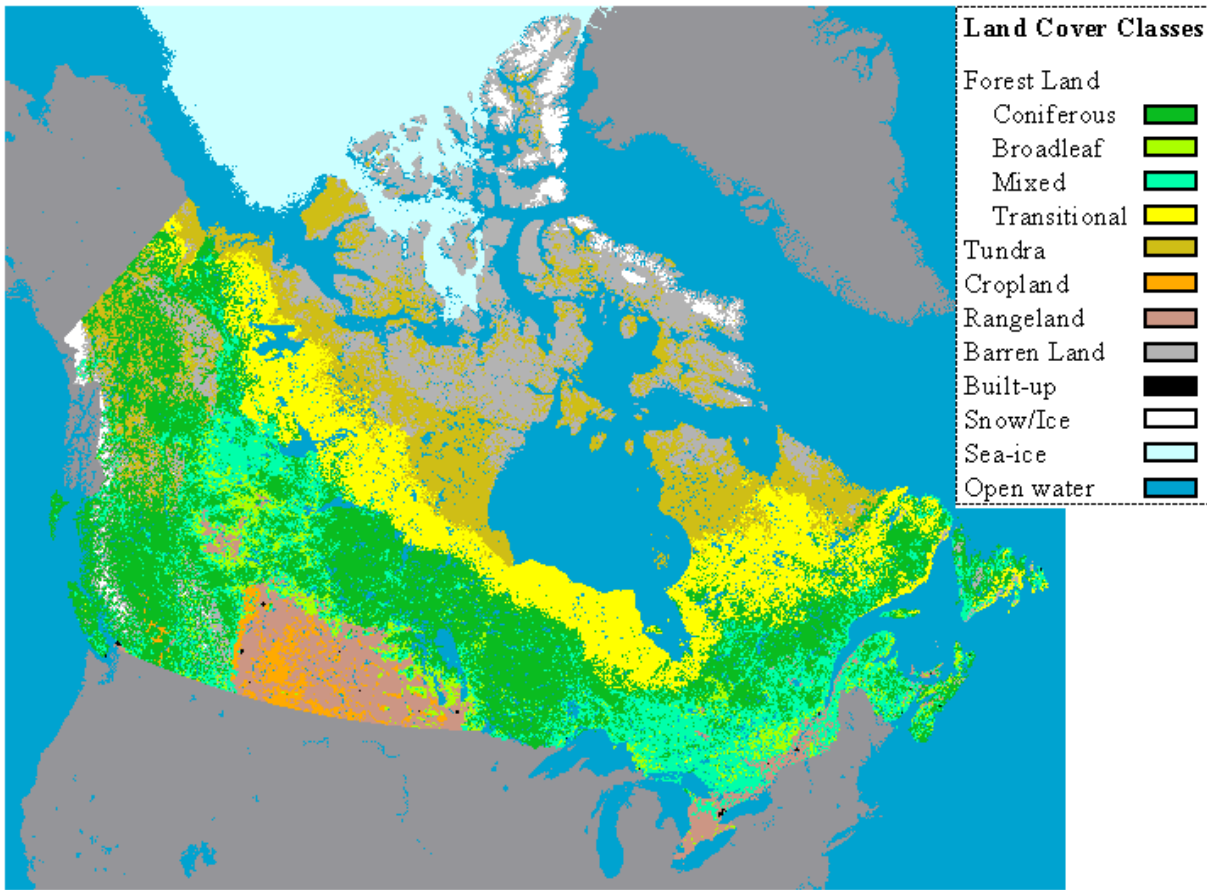 Land Cover Classes
Forest Land
Coniferous
Broadleaf
Mixed
Transitional
Tundra
Cropland
Rangeland
Barren Land
Built-up
Snow/Ice
Sea-ice
Open water